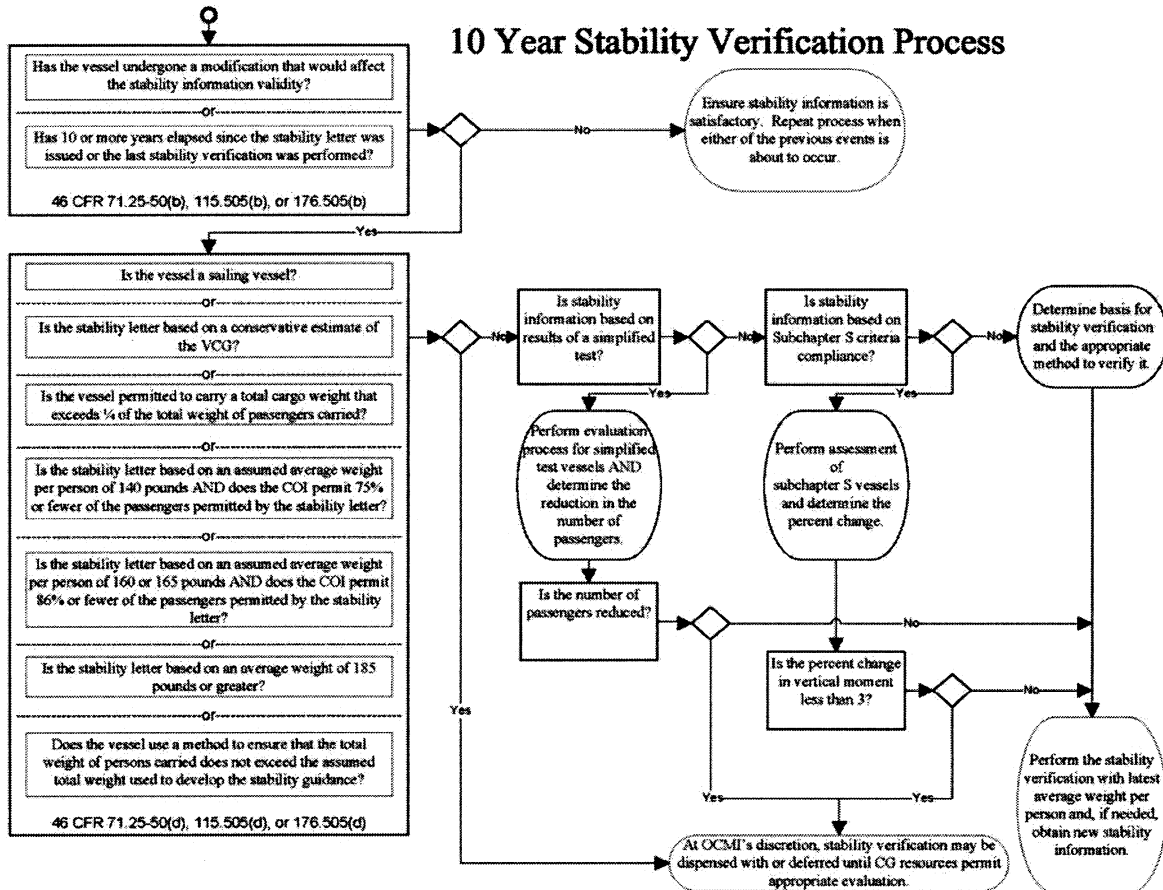 10 Year Stability Verification Process
Has the vessel undergone a modification that would affect
the stability information validity?
or
Has 10 or more years elapsed since the stability letter was
issued or the last stability verification was performed?
46 CFR 71.25-50(b), 115.505(b), or 176.505(b)
No
Ensure stability information is
satisfactory. Repeat process when
either of the previous events is
about to occur.
Yes
Is the vessel a sailing vessel?
or
Is the stability letter based on a conservative estimate of
the VCG?
or
Is the vessel permitted to carry a total cargo weight that
exceeds ¼ of the total weight of passengers carried?
or
Is the stability letter based on an assumed average weight
per person of 140 pounds AND does the COI permit 75%
or fewer of the passengers permitted by the stability letter?
or
Is the stability letter based on an assumed average weight
per person of 160 or 165 pounds AND does the COI permit
86% or fewer of the passengers permitted by the stability
letter?
or
Is the stability letter based on an average weight of 185
pounds or greater?
or
Does the vessel use a method to ensure that the total
weight of persons carried does not exceed the assumed
total weight used to develop the stability guidance?
46 CFR 71.25-50(d), 115.505(d), or 176.505(d)
No
Yes
Is stability
information based on
results of a simplified
test?
No
Yes
Is stability
information based on
Subchapter S criteria
compliance?
No
Yes
Determine basis for
stability verification
and the appropriate
method to verify it.
Perform evaluation
process for simplified
test vessels AND
determine the
reduction in the
number of
passengers.
Perform assessment
of
subchapter S vessels
and determine the
percent change.
Is the number of
passengers reduced?
No
Yes
Is the percent change
in vertical moment
less than 3?
No
Yes
Perform the stability
verification with latest
average weight per
person and, if needed,
obtain new stability
information.
At OCMI's discretion, stability verification may be
dispensed with or deferred until CG resources permit
appropriate evaluation.